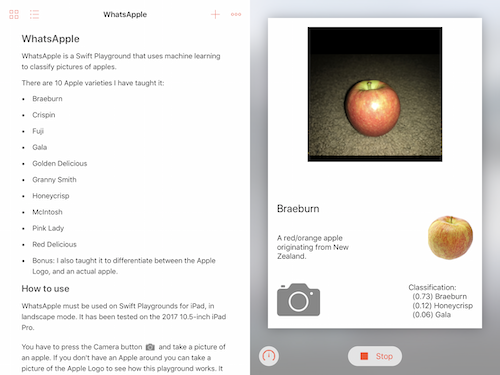 WhatsApple
WhatsApple
WhatsApple is a Swift Playground that uses machine learning
to classify pictures of apples.
There are 10 Apple varieties I have taught it:
• Braeburn
• Crispin
• Fuji
• Gala
• Golden Delicious
• Granny Smith
• Honeycrisp
• McIntosh
• Pink Lady
• Red Delicious
• Bonus: I also taught it to differentiate between the Apple
Logo, and an actual apple.
How to use
WhatsApple must be used on Swift Playgrounds for iPad, in
landscape mode. It has been tested on the 2017 10.5-inch iPad
Pro.
You have to press the Camera button and take a picture of
an apple. If you don't have an Apple around you can take a
picture of the Apple Logo to see how this playground works. It
Braeburn
A red/orange apple
originating from New
Zealand.
Classification:
(0.73) Braeburn
(0.12) Honeycrisp
(0.06) Gala
Stop